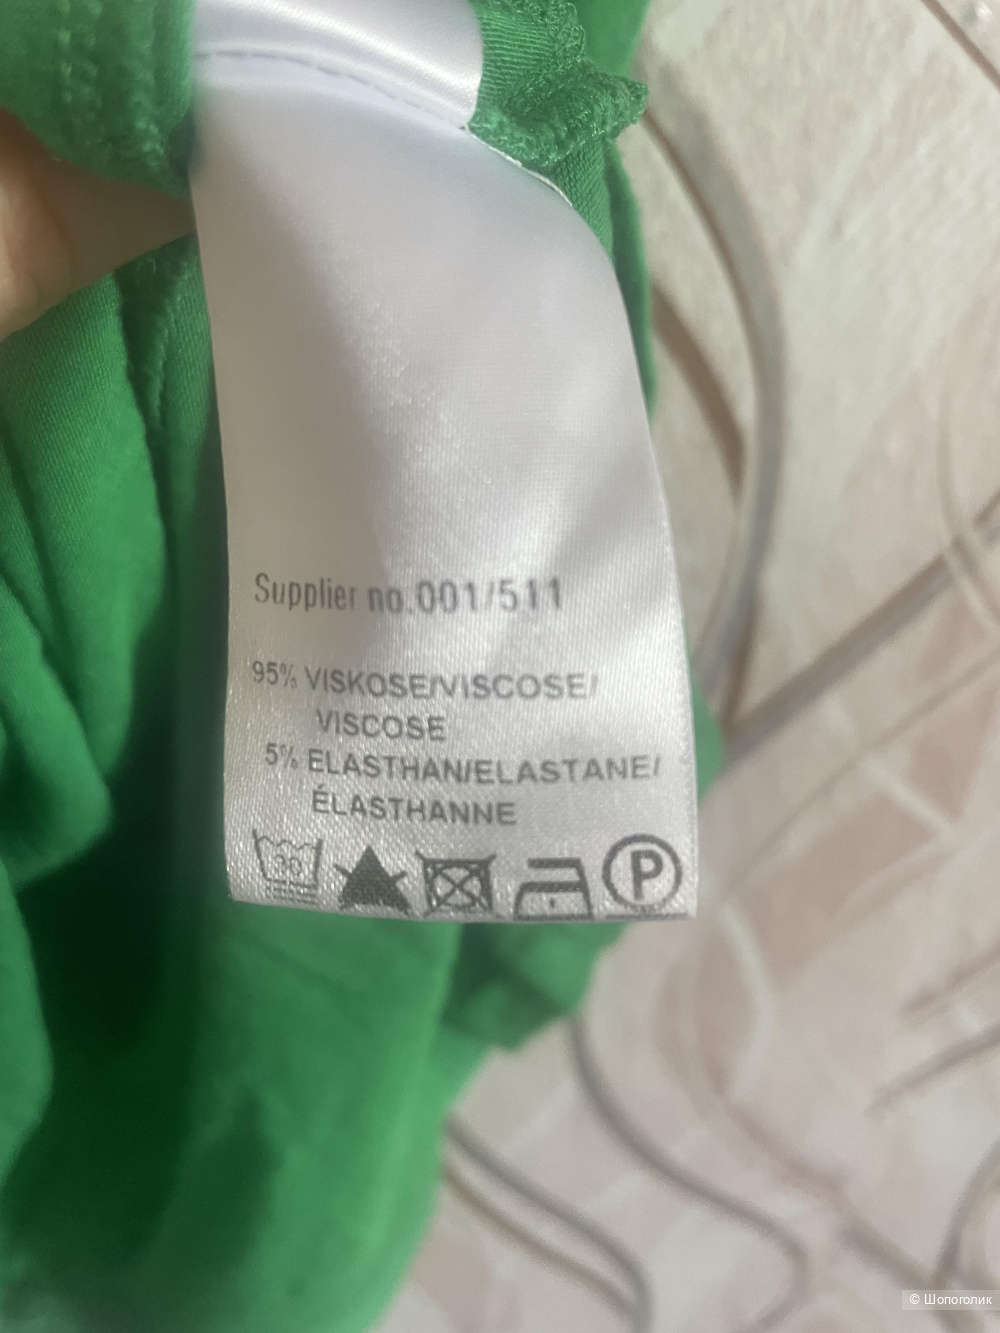 Supplier no.001/511
95% VISKOSE/VISCOSE/
VISCOSE
5% ELASTHAN/ELASTANE/
ÉLASTHANNE
30
P
© Шопоголик